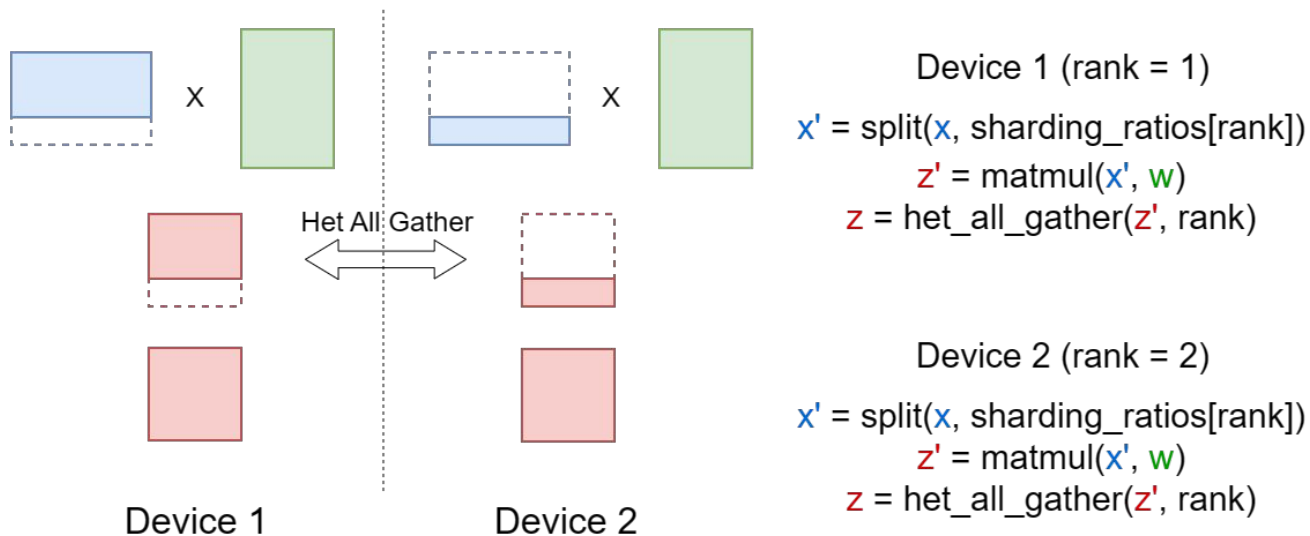 X
X
Het All Gather
Device 1
Device 2
Device 1 (rank = 1)
x' = split(x, sharding_ratios[rank])
z' = matmul(x', w)
z = het_all_gather(z', rank)
Device 2 (rank = 2)
x' = split(x, sharding_ratios[rank])
z' = matmul(x', w)
z = het_all_gather(z', rank)